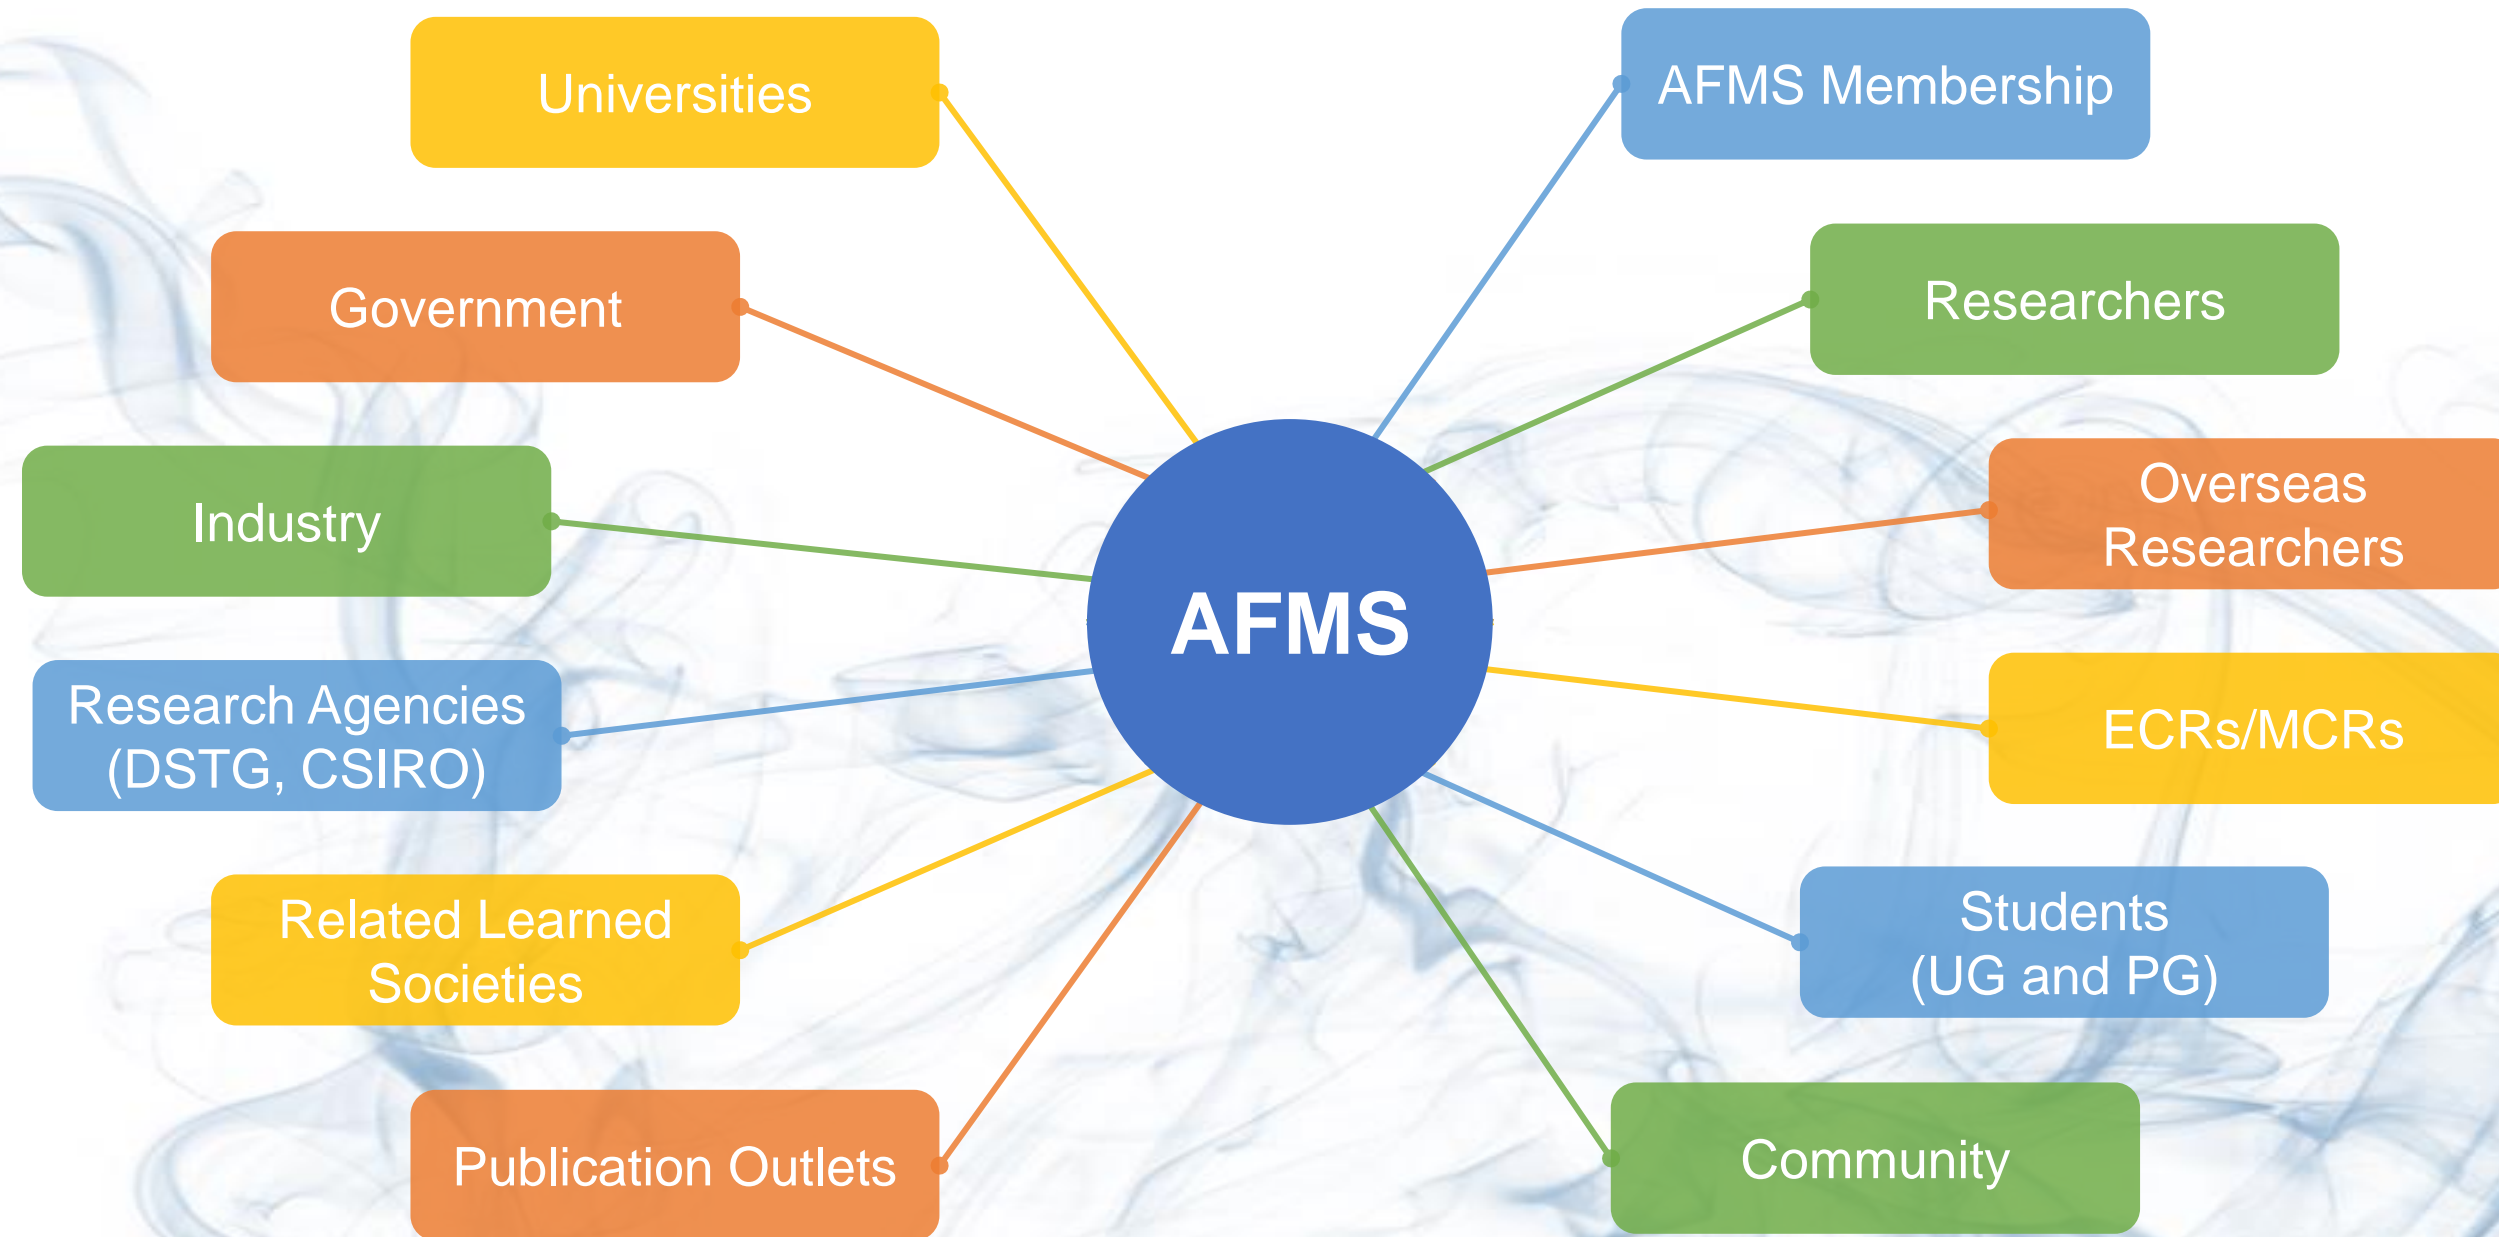 Universities
Government
Industry
Research Agencies
(DSTG, CSIRO)
Related Learned
Societies
Publication Outlets
AFMS
AFMS Membership
Researchers
Overseas
Researchers
ECRs/MCRs
Students
(UG and PG)
Community